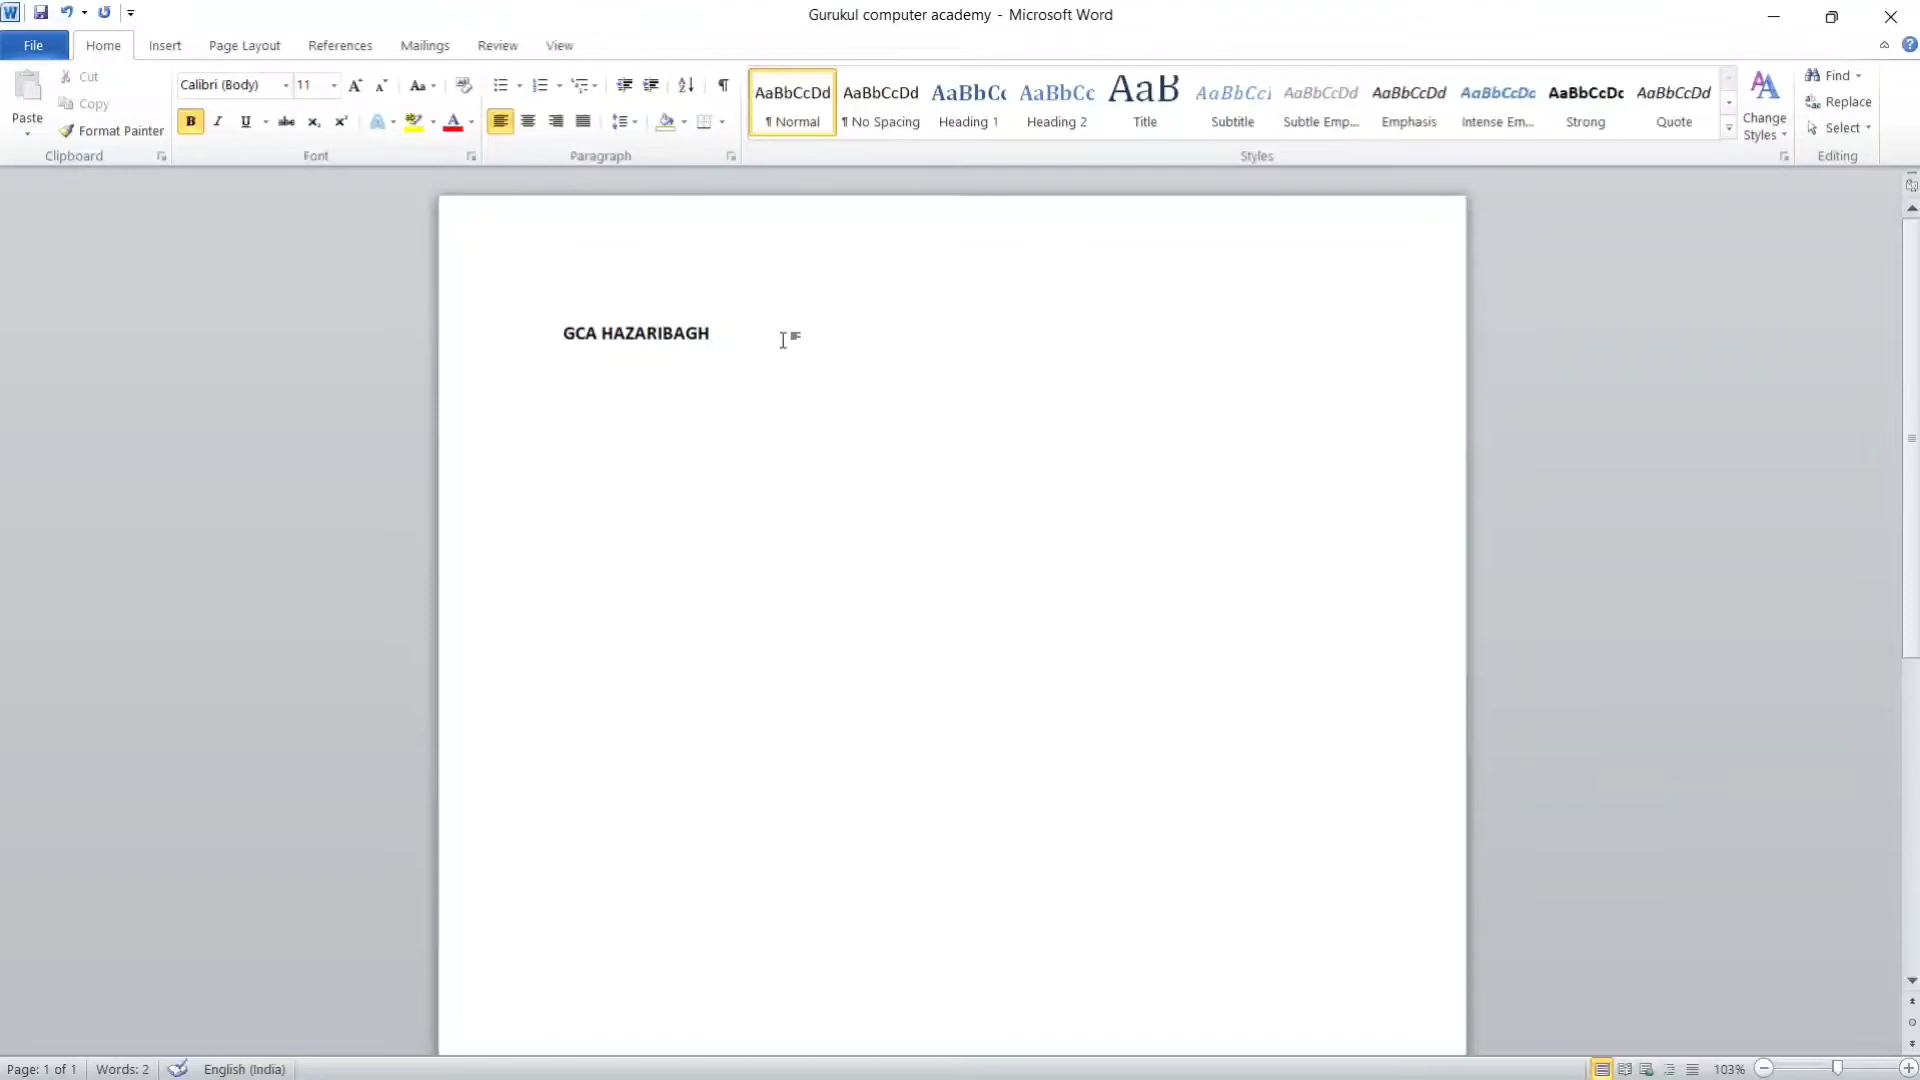 Gurukul computer academy - Microsoft Word
File Home Insert Page Layout References Mailings Review View
Paste
Cut
Copy
Format Painter
Clipboard
Calibri (Body) 11
Font
Paragraph
AaBbCcDd AaBbCcDd AaBbCc AaBbCc AaB AaBbCcI AaBbCcDd AaBbCcDd AaBbCcDc AaBbCcDc AaBbCcDd
¶ Normal ¶ No Spacing Heading 1 Heading 2 Title Subtitle Subtle Emp... Emphasis Intense Em... Strong Quote
Styles
Change
Styles
Find
Replace
Select
Editing
GCA HAZARIBAGH
Page: 1 of 1 Words: 2 English (India) 103%